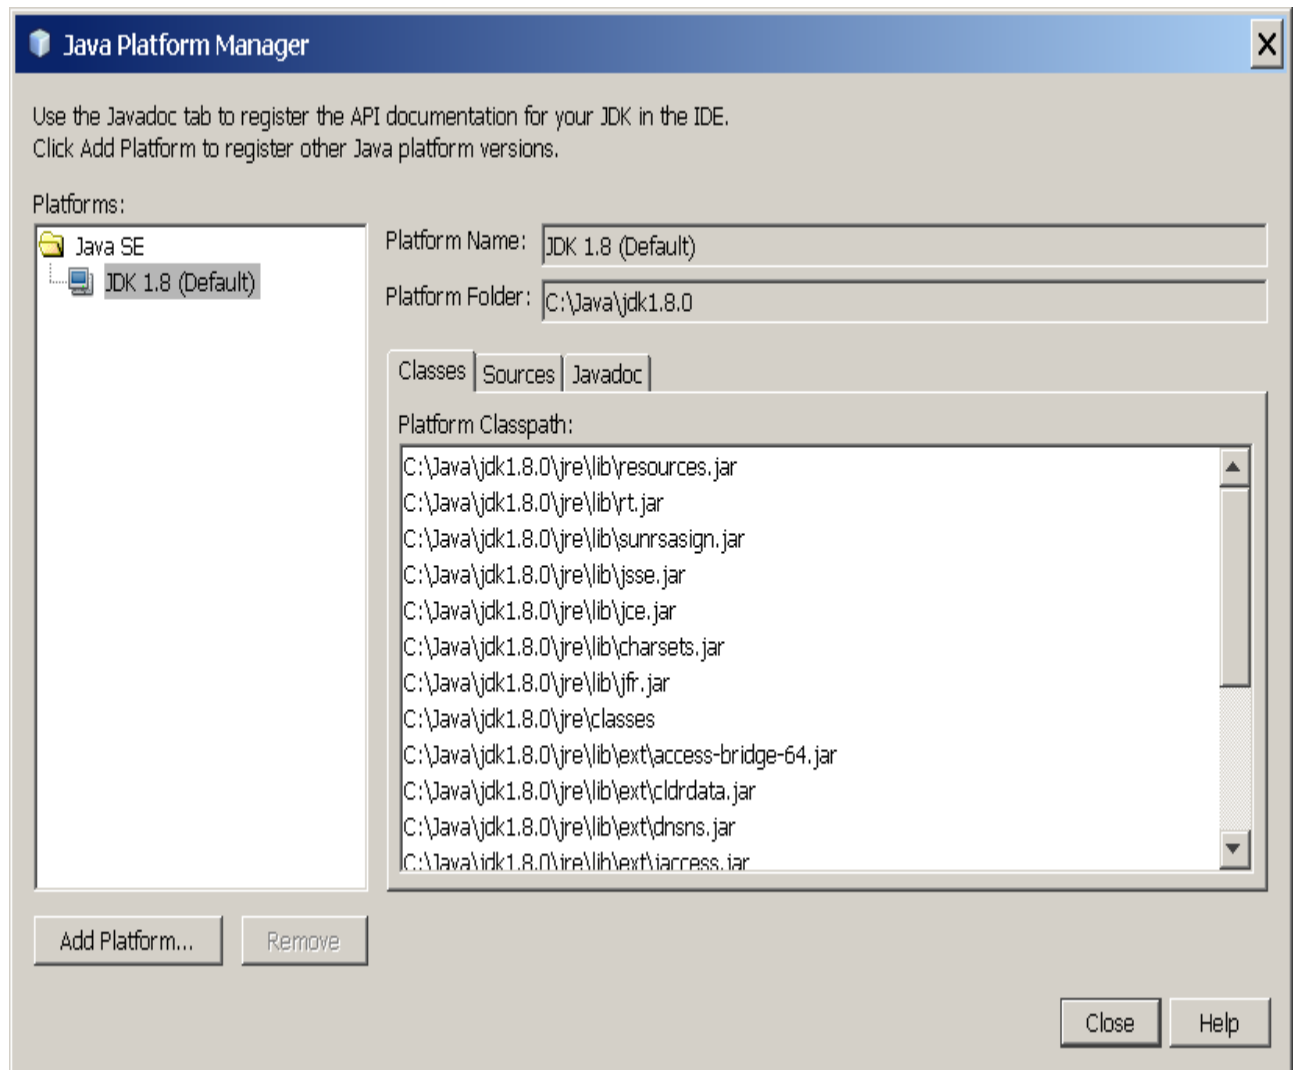 Java Platform Manager
Use the Javadoc tab to register the API documentation for your JDK in the IDE.
Click Add Platform to register other Java platform versions.
Platforms:
Java SE
JDK 1.8 (Default)
Platform Name: JDK 1.8 (Default)
Platform Folder: C:\Java\jdk1.8.0
Classes Sources Javadoc
Platform Classpath:
C:\Java\jdk1.8.0\jre\lib\resources.jar
C:\Java\jdk1.8.0\jre\lib\rt.jar
C:\Java\jdk1.8.0\jre\lib\sunrsasign.jar
C:\Java\jdk1.8.0\jre\lib\jsse.jar
C:\Java\jdk1.8.0\jre\lib\jce.jar
C:\Java\jdk1.8.0\jre\lib\charsets.jar
C:\Java\jdk1.8.0\jre\lib\jfr.jar
C:\Java\jdk1.8.0\jre\classes
C:\Java\jdk1.8.0\jre\lib\ext\access-bridge-64.jar
C:\Java\jdk1.8.0\jre\lib\ext\cldrdata.jar
C:\Java\jdk1.8.0\jre\lib\ext\dnsns.jar
C:\Java\jdk1.8.0\jre\lib\ext\jaccess.jar
Add Platform... Remove
Close Help